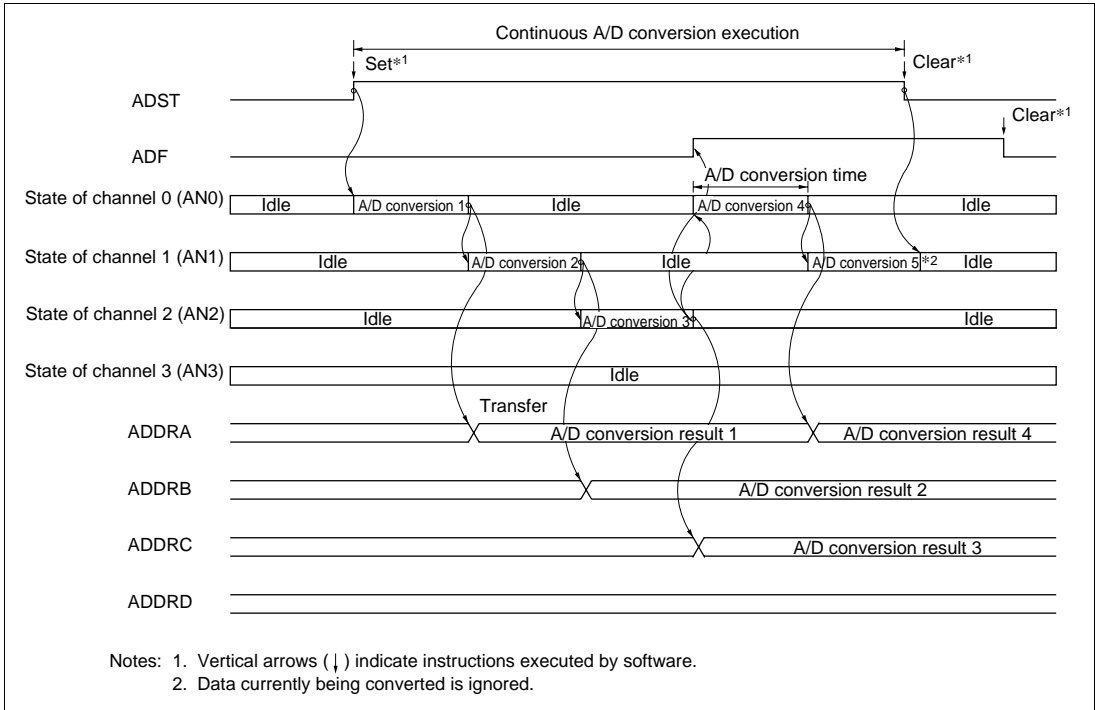 Continuous A/D conversion execution
Set*1
Clear*1
ADST
Clear*1
ADF
A/D conversion time
State of channel 0 (AN0)
Idle
A/D conversion 1
Idle
A/D conversion 4
Idle
State of channel 1 (AN1)
Idle
A/D conversion 2
Idle
A/D conversion 5
*2
Idle
State of channel 2 (AN2)
Idle
A/D conversion 3
Idle
State of channel 3 (AN3)
Idle
Transfer
ADDRA
A/D conversion result 1
A/D conversion result 4
ADDRB
A/D conversion result 2
ADDRC
A/D conversion result 3
ADDRD
Notes: 1. Vertical arrows (↓) indicate instructions executed by software.
2. Data currently being converted is ignored.